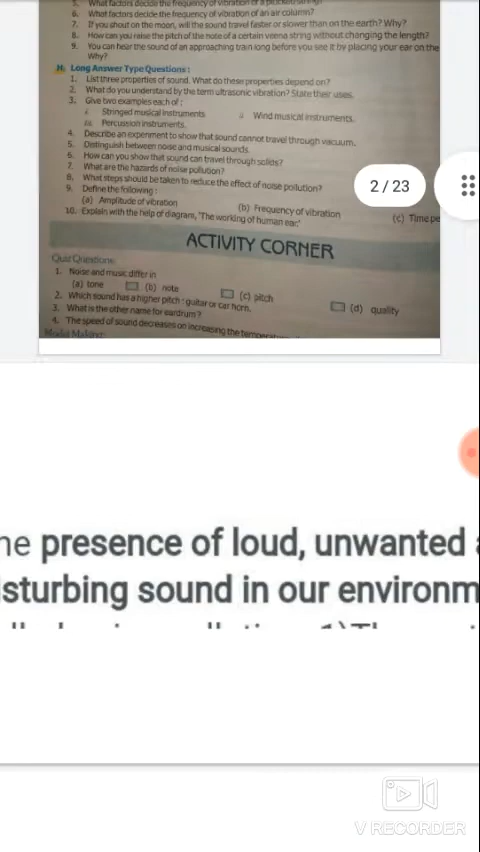 5. What factors decide the frequency of vibration of a
6. What factors decide the frequency of vibration of an air column?
7. If you shout on the moon, will the sound travel faster or slower than on the earth? Why?
8. How can you raise the pitch of the note of a certain veena string without changing the length?
9. You can hear the sound of an approaching train long before you see it by placing your ear on the
Why?
H. Long Answer Type Questions:
1. List three properties of sound. What do these properties depend on?
2. What do you understand by the term ultrasonic vibration? State their uses.
3. Give two examples each of:
i. Stringed musical instruments ii. Wind musical instruments.
iii. Percussion instruments.
4. Describe an experiment to show that sound cannot travel through vacuum.
5. Distinguish between noise and musical sounds.
6. How can you show that sound can travel through solids?
7. What are the hazards of noise pollution?
8. What steps should be taken to reduce the effect of noise pollution?
9. Define the following:
(a) Amplitude of vibration (b) Frequency of vibration (c) Time pe
10. Explain with the help of diagram, 'The working of human ear.'
2 / 23
ACTIVITY CORNER
Quiz Questions:
1. Noise and music differ in
(a) tone (b) note (c) pitch (d) quality
2. Which sound has a higher pitch: guitar or car horn.
3. What is the other name for eardrum?
4. The speed of sound decreases on increasing the temperature
Model Making:
he presence of loud, unwanted
isturbing sound in our environm
V RECORDER